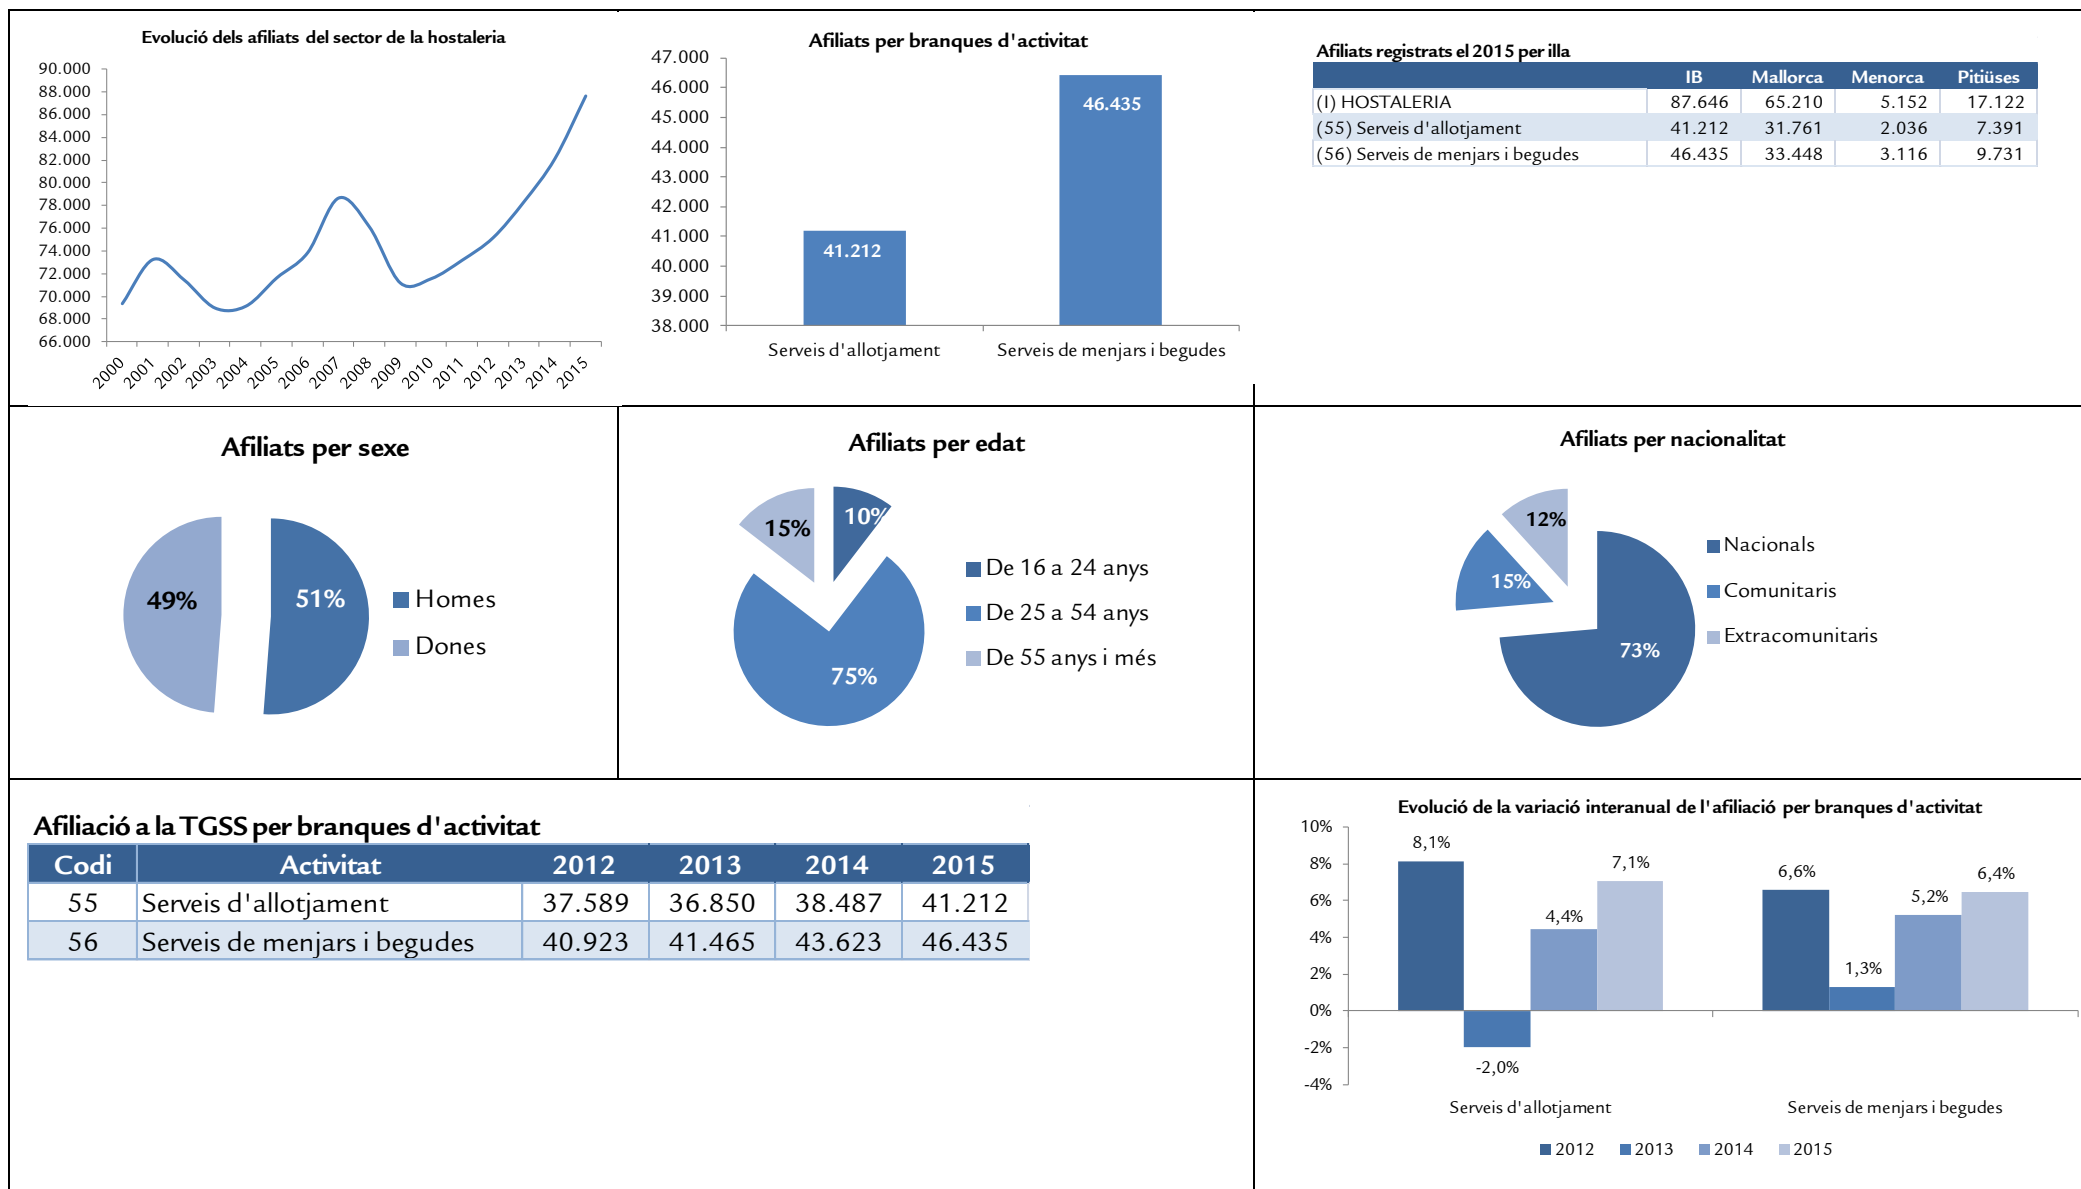 Evolució dels afiliats del sector de la hostaleria
90.000
88.000
86.000
84.000
82.000
80.000
78.000
76.000
74.000
72.000
70.000
68.000
66.000
2000 2001 2002 2003 2004 2005 2006 2007 2008 2009 2010 2011 2012 2013 2014 2015
Afiliats per branques d'activitat
47.000
46.000
45.000
44.000
43.000
42.000
41.000
40.000
39.000
38.000
46.435
41.212
Serveis d'allotjament Serveis de menjars i begudes
Afiliats registrats el 2015 per illa
IB Mallorca Menorca Pitiüses
(I) HOSTALERIA 87.646 65.210 5.152 17.122
(55) Serveis d'allotjament 41.212 31.761 2.036 7.391
(56) Serveis de menjars i begudes 46.435 33.448 3.116 9.731
Afiliats per sexe
49% 51%
Homes
Dones
Afiliats per edat
15% 10%
75%
De 16 a 24 anys
De 25 a 54 anys
De 55 anys i més
Afiliats per nacionalitat
12%
15%
73%
Nacionals
Comunitaris
Extracomunitaris
Afiliació a la TGSS per branques d'activitat
Codi Activitat 2012 2013 2014 2015
55 Serveis d'allotjament 37.589 36.850 38.487 41.212
56 Serveis de menjars i begudes 40.923 41.465 43.623 46.435
Evolució de la variació interanual de l'afiliació per branques d'activitat
10%
8%
6%
4%
2%
0%
-2%
-4%
8,1% -2,0% 4,4% 7,1%
6,6% 1,3% 5,2% 6,4%
Serveis d'allotjament Serveis de menjars i begudes
2012 2013 2014 2015